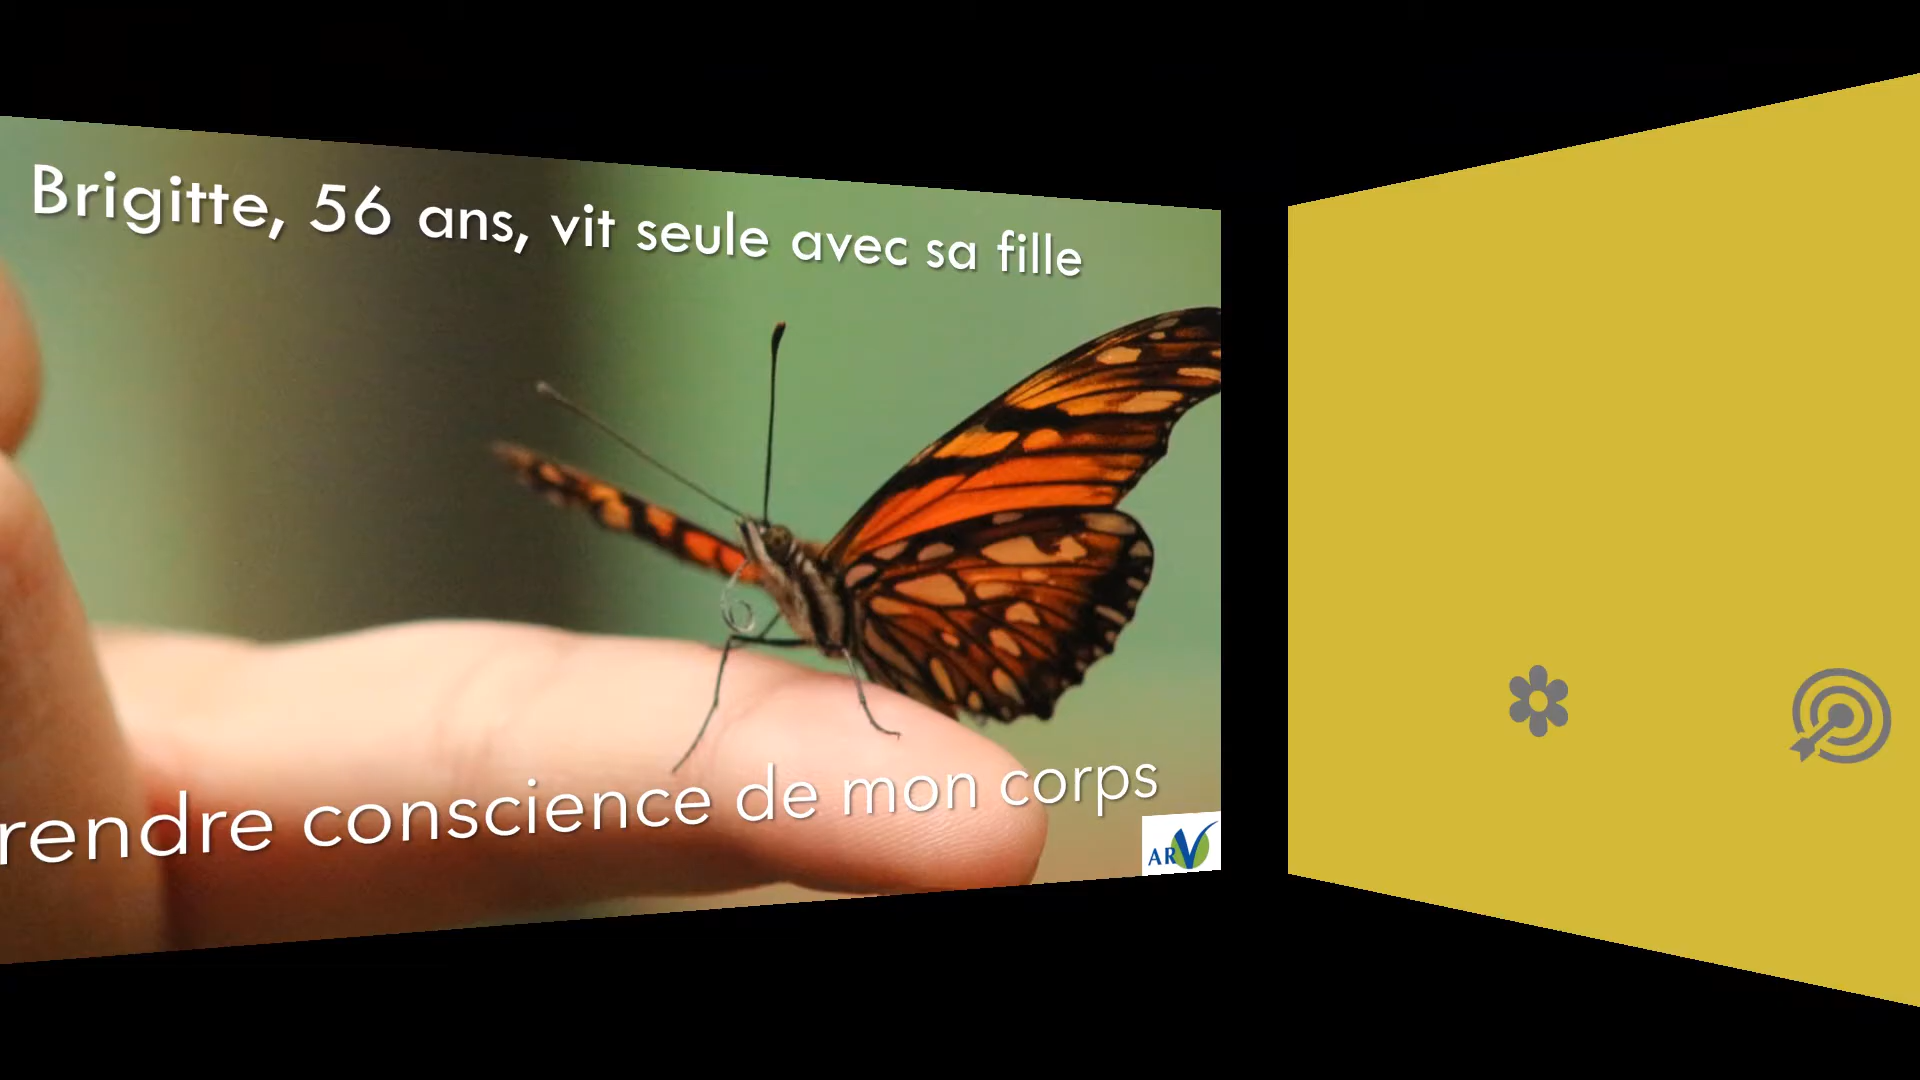 Brigitte, 56 ans, vit seule avec sa fille
rendre conscience de mon corps
ARV